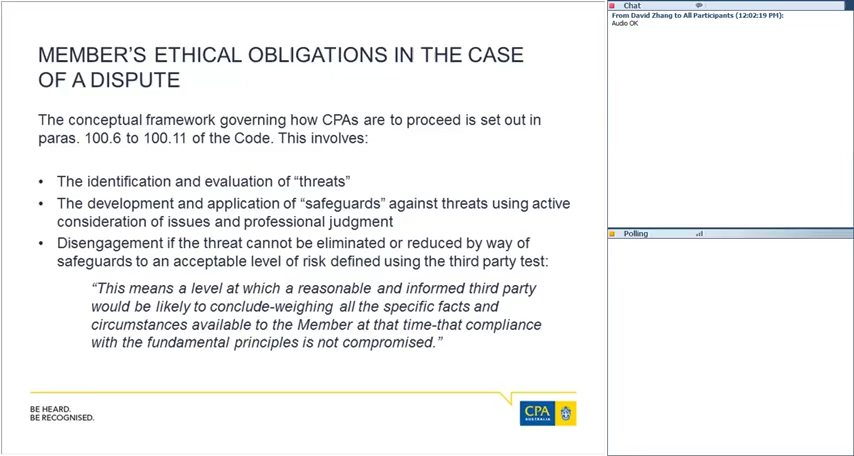 MEMBER’S ETHICAL OBLIGATIONS IN THE CASE
OF A DISPUTE
The conceptual framework governing how CPAs are to proceed is set out in
paras. 100.6 to 100.11 of the Code. This involves:
• The identification and evaluation of “threats”
• The development and application of “safeguards” against threats using active
consideration of issues and professional judgment
• Disengagement if the threat cannot be eliminated or reduced by way of
safeguards to an acceptable level of risk defined using the third party test:
“This means a level at which a reasonable and informed third party
would be likely to conclude-weighing all the specific facts and
circumstances available to the Member at that time-that compliance
with the fundamental principles is not compromised.”
BE HEARD.
BE RECOGNISED.
CPA
AUSTRALIA
Chat
From David Zhang to All Participants (12:02:19 PM):
Audio OK
Polling